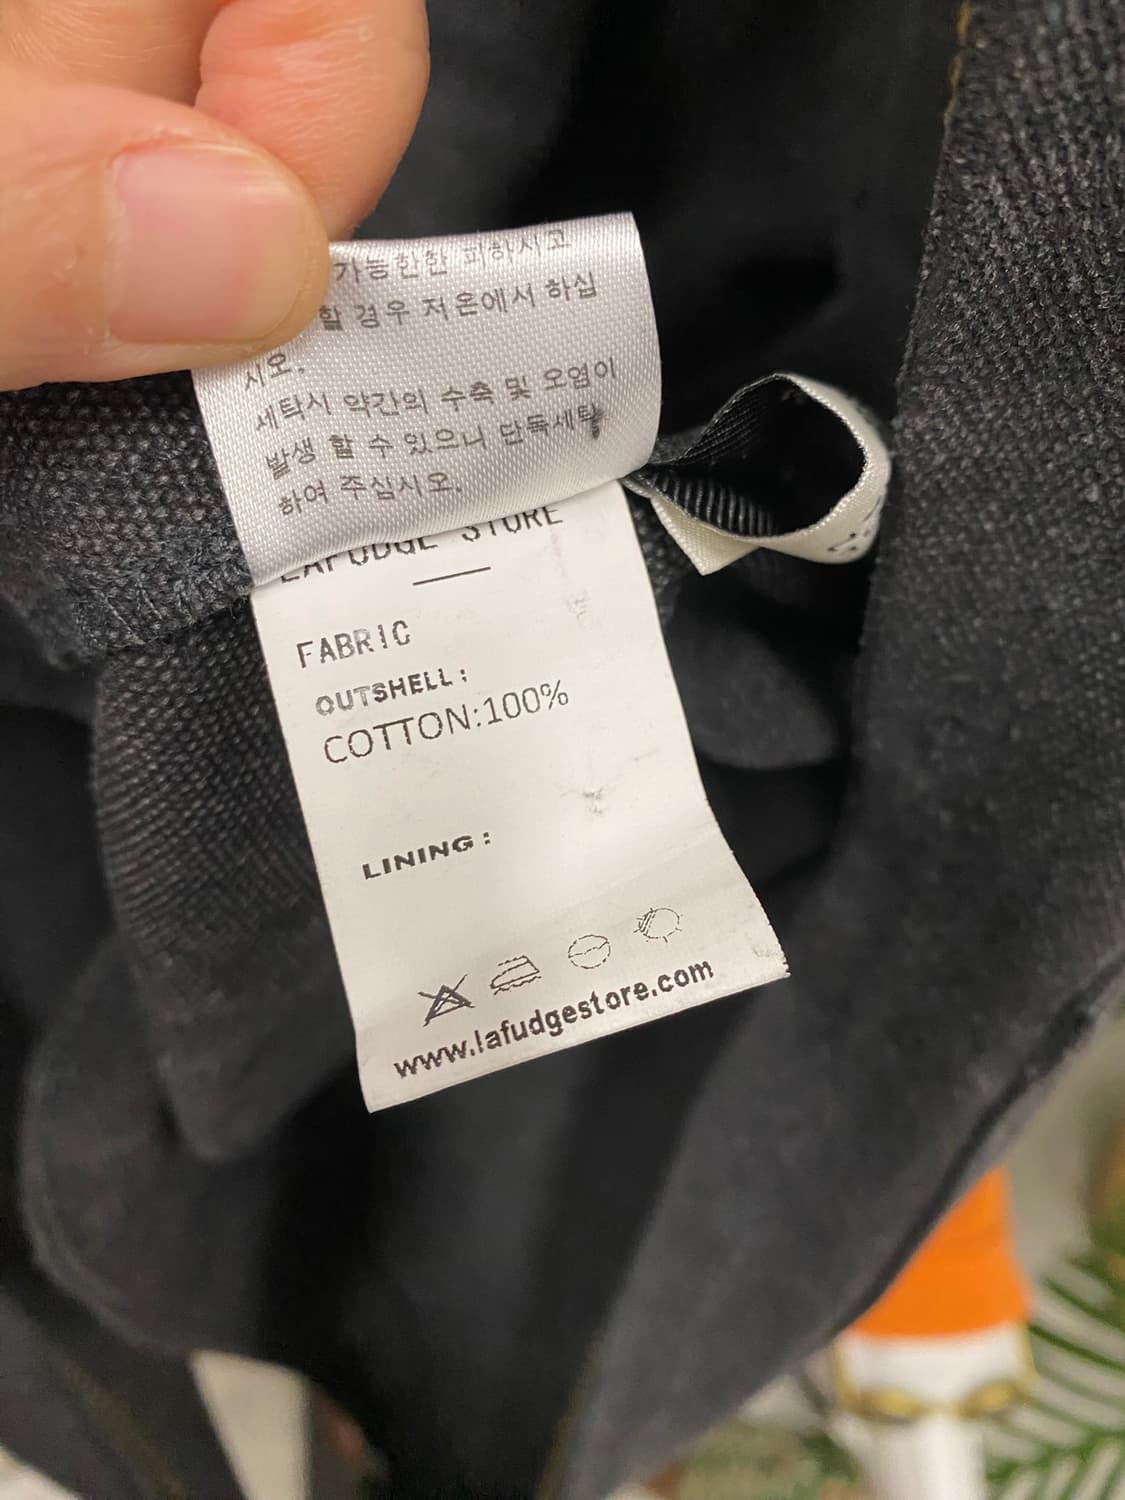 가능한한 피하시고
할 경우 저온에서 하십
시오.
세탁시 약간의 수축 및 오염이
발생 할 수 있으니 단독세탁
하여 주십시오.
LAFUDGE STORE
FABRIC
OUTSHELL:
COTTON:100%
LINING:
www.lafudgestore.com